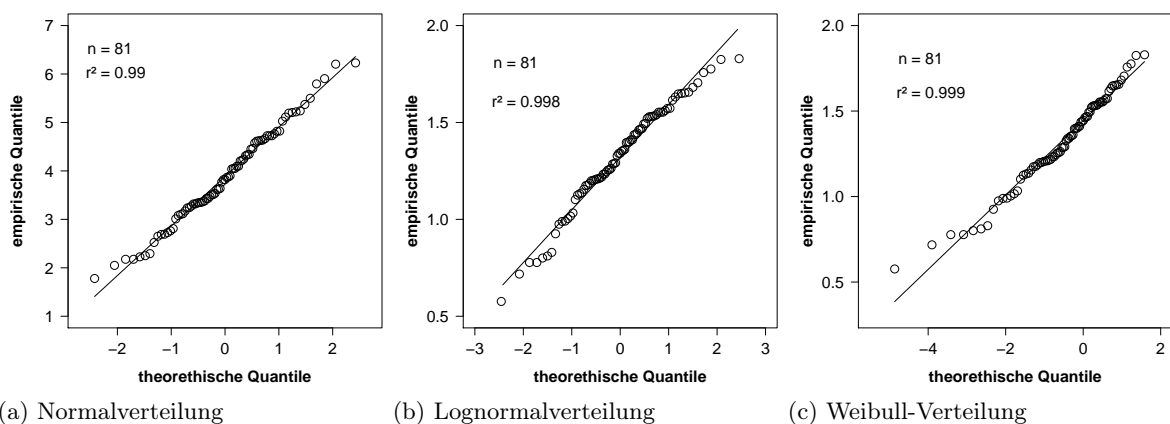 7
6
5
4
3
2
1
n = 81
r² = 0.99
empirische Quantile
−2
−1
0
1
2
theorethische Quantile
(a) Normalverteilung
2.0
1.5
1.0
0.5
n = 81
r² = 0.998
empirische Quantile
−3
−2
−1
0
1
2
3
theorethische Quantile
(b) Lognormalverteilung
2.0
1.5
1.0
0.5
n = 81
r² = 0.999
empirische Quantile
−4
−2
0
2
theorethische Quantile
(c) Weibull-Verteilung